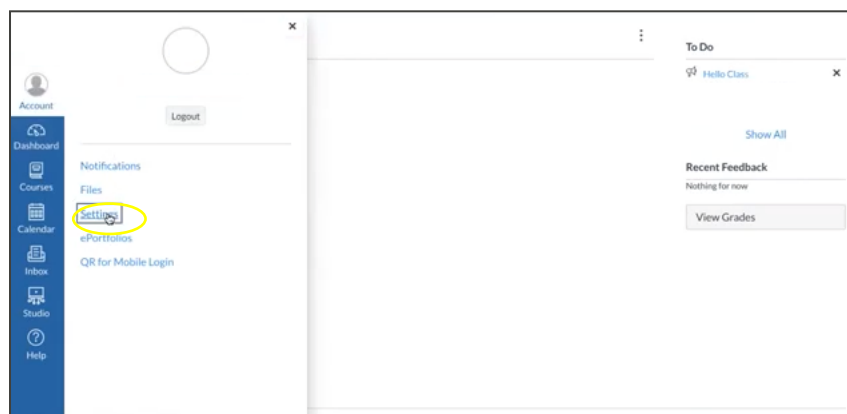 Account
Dashboard
Courses
Calendar
Inbox
Studio
Help
Logout
Notifications
Files
Settings
ePortfolios
QR for Mobile Login
To Do
Hello Class
Show All
Recent Feedback
Nothing for now
View Grades